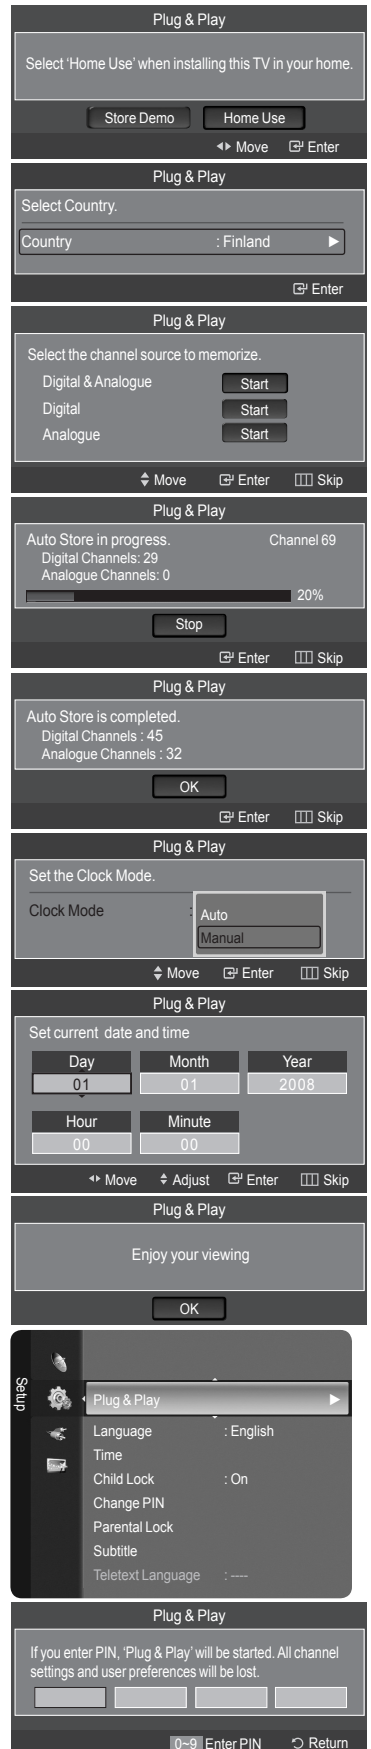 Plug & Play
Select 'Home Use' when installing this TV in your home.
Store Demo Home Use
Move Enter
Plug & Play
Select Country.
Country : Finland
Enter
Plug & Play
Select the channel source to memorize.
Digital & Analogue Start
Digital Start
Analogue Start
Move Enter Skip
Plug & Play
Auto Store in progress. Channel 69
Digital Channels: 29
Analogue Channels: 0
20%
Stop
Enter Skip
Plug & Play
Auto Store is completed.
Digital Channels : 45
Analogue Channels : 32
OK
Enter Skip
Plug & Play
Set the Clock Mode.
Clock Mode : Auto
Manual
Move Enter Skip
Plug & Play
Set current date and time
Day Month Year
01 01 2008
Hour Minute
00 00
Move Adjust Enter Skip
Plug & Play
Enjoy your viewing
OK
Setup
Plug & Play
Language : English
Time
Child Lock : On
Change PIN
Parental Lock
Subtitle
Teletext Language : ----
Plug & Play
If you enter PIN, 'Plug & Play' will be started. All channel
settings and user preferences will be lost.
0~9 Enter PIN Return